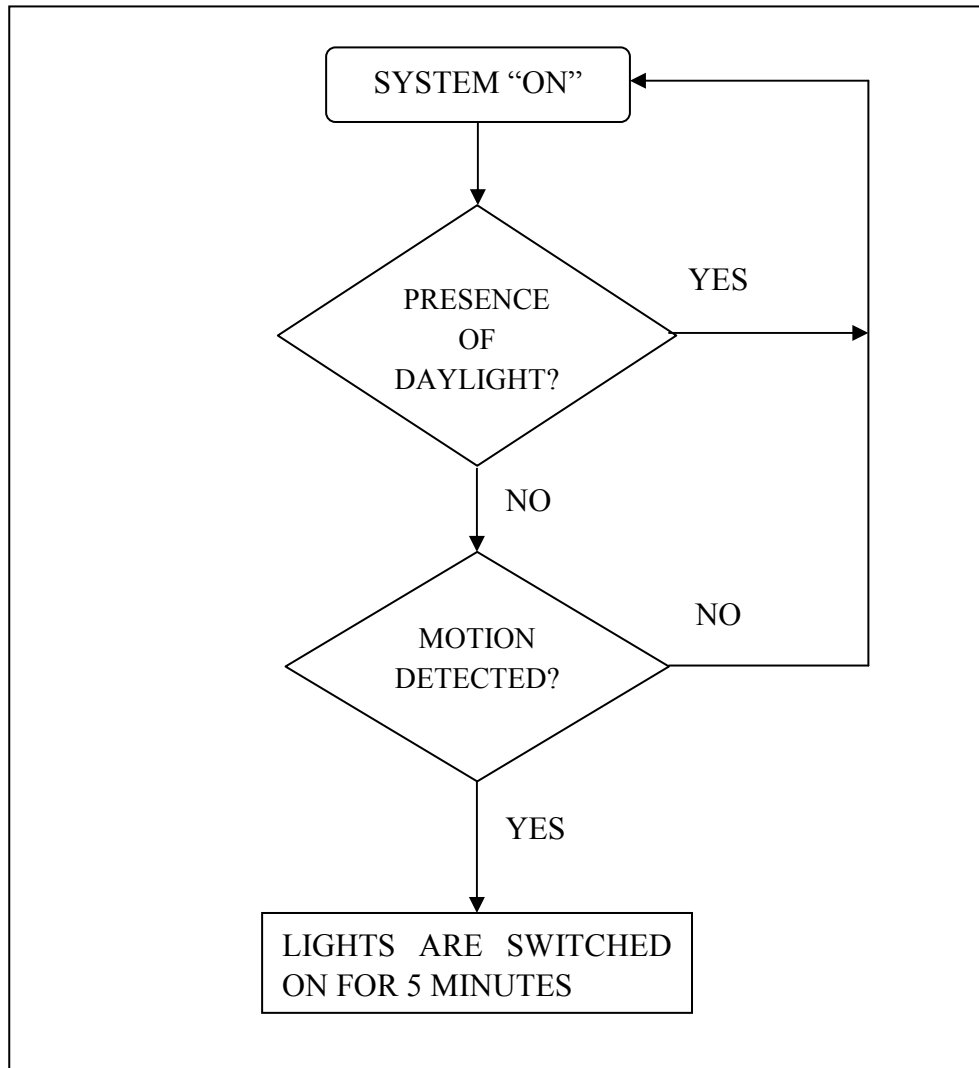 SYSTEM “ON”
PRESENCE
OF
DAYLIGHT?
YES
NO
MOTION
DETECTED?
NO
YES
LIGHTS ARE SWITCHED
ON FOR 5 MINUTES